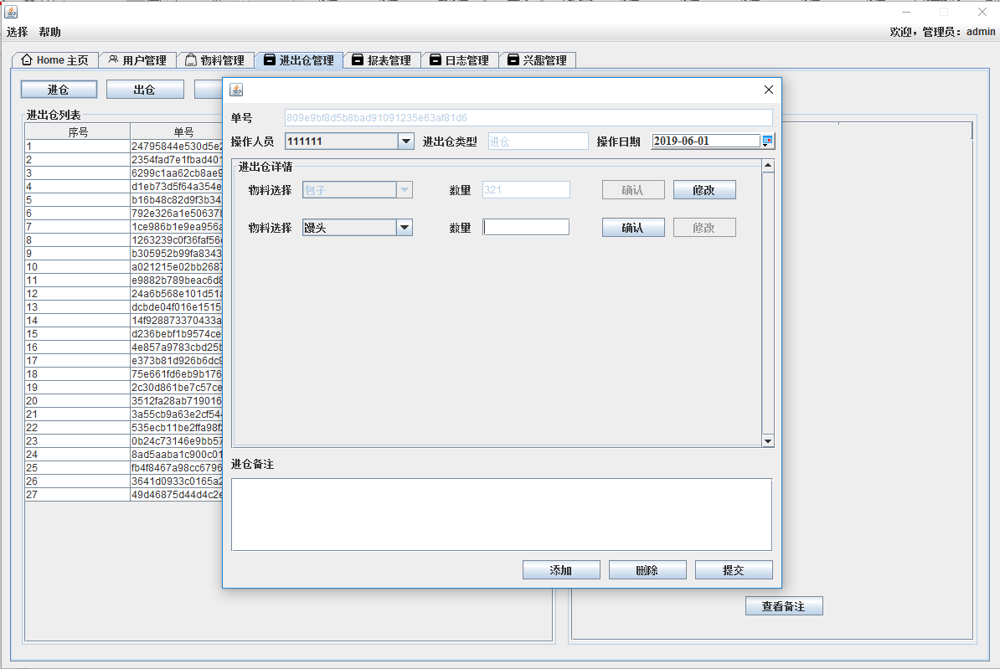 选择 帮助 欢迎，管理员：admin
Home 主页 用户管理 物料管理 进出仓管理 报表管理 日志管理 兴趣管理
进仓 出仓
进出仓列表
序号 单号
1 24795844e530d5e2
2 2354fad7e1fbad401
3 6299c1aa62cb8ae9
4 d1eb73d5f64a354e
5 b16b48c82d9f3b34
6 792e326a1e50637b
7 1ce986b1e9ea956a
8 1263239c0f36faf56
9 b305952b99fa8343
10 a021215e02bb2687
11 e9882b789beac6d8
12 24a6b568e101d51a
13 dcbde04f016e1515
14 14f928873370433a
15 d236bebf1b9574ce
16 4e857a9783cbd25b
17 e373b81d926b6dc9
18 75e661fd6eb9b176
19 2c30d861be7c57ce
20 3512fa28ab719016
21 3a55cb9a63e2cf544
22 535ecb11be2ffa98f
23 0b24c73146e9bb57
24 8ad5aaba1c900c01
25 fb4f8467a98cc6796
26 3641d0933c0165a2
27 49d46875d44d4c2e
单号 809e9bf8d5b8bad91091235e63af81d6
操作人员 111111 进出仓类型 进仓 操作日期 2019-06-01
进出仓详情
物料选择 包子 数量 321 确认 修改
物料选择 馒头 数量 确认 修改
进仓备注
添加 删除 提交
查看备注